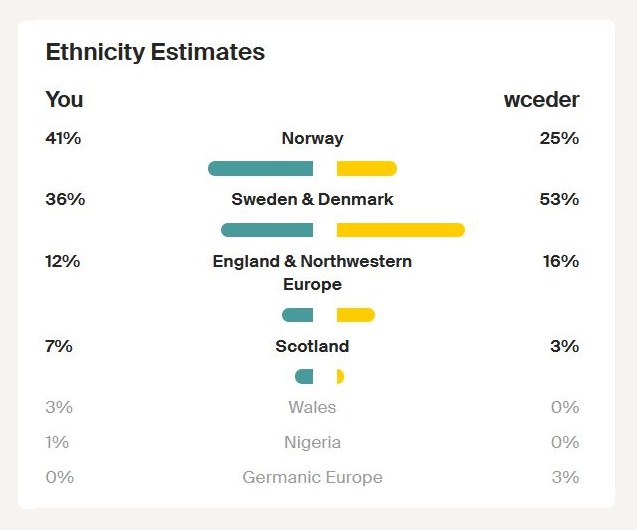 Ethnicity Estimates
You wceder
41% Norway 25%
36% Sweden & Denmark 53%
12% England & Northwestern 16%
Europe
7% Scotland 3%
3% Wales 0%
1% Nigeria 0%
0% Germanic Europe 3%